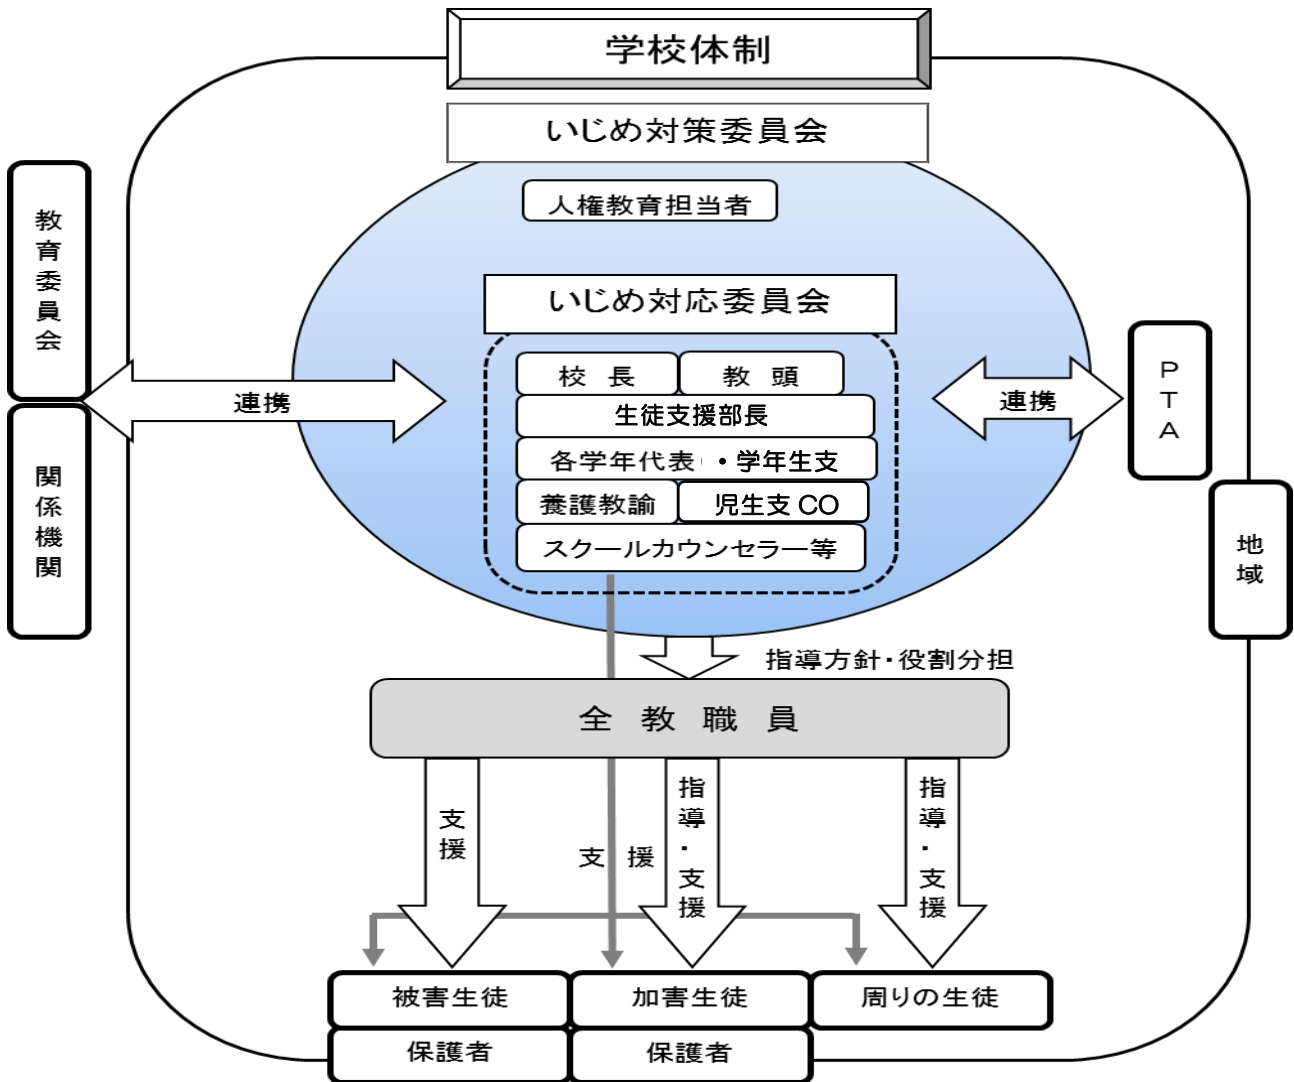 学校体制
いじめ対策委員会
人権教育担当者
いじめ対応委員会
校 長
教 頭
生徒支援部長
各学年代表 ・学年生支
養護教諭
児生支 CO
スクールカウンセラー等
教育委員会
関係機関
連携
連携
PTA
地域
指導方針・役割分担
全 教 職 員
支援
支 援
指導・支援
指導・支援
被害生徒
加害生徒
周りの生徒
保護者
保護者